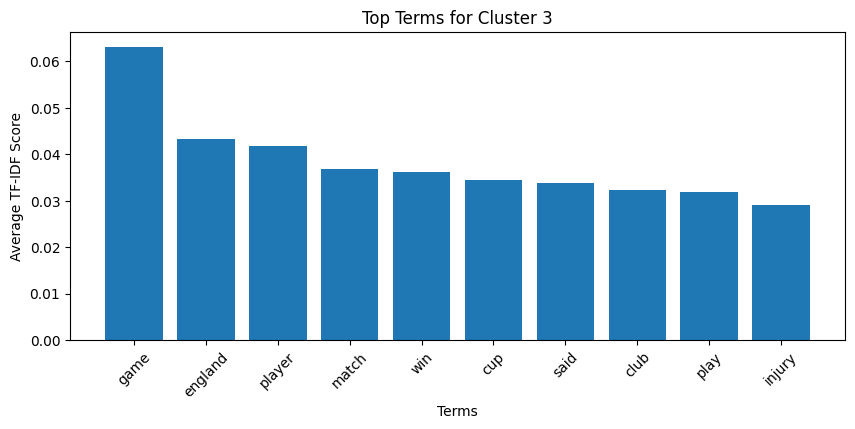 Top Terms for Cluster 3
Average TF-IDF Score
0.06
0.05
0.04
0.03
0.02
0.01
0.00
game
england
player
match
win
cup
said
club
play
injury
Terms